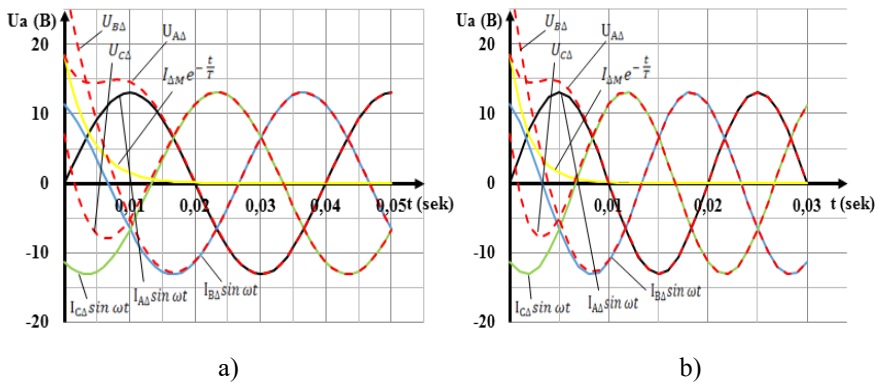 Ua (B)
U_BΔ
U_AΔ
U_CΔ
I_ΔM e^{-t/T}
20
10
0
-10
-20
0,01
0,02
0,03
0,04
0,05
t (sek)
I_CΔ sin ωt
I_AΔ sin ωt
I_BΔ sin ωt
a)
Ua (B)
U_BΔ
U_AΔ
U_CΔ
I_ΔM e^{-t/T}
20
10
0
-10
-20
0,01
0,02
0,03
t (sek)
I_CΔ sin ωt
I_AΔ sin ωt
I_BΔ sin ωt
b)